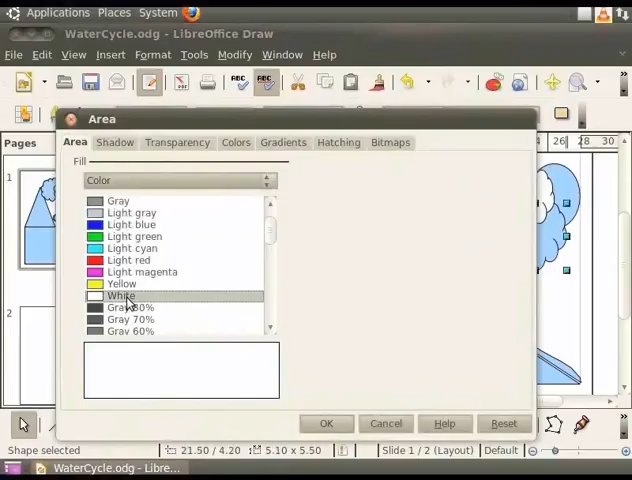 Applications Places System
WaterCycle.odg - LibreOffice Draw
File Edit View Insert Format Tools Modify Window Help
Area
Pages
Area Shadow Transparency Colors Gradients Hatching Bitmaps
26 28 30
Fill
Color
1
Gray
Light gray
Light blue
Light green
Light cyan
Light red
Light magenta
Yellow
White
Gray 80%
2
Gray 70%
Gray 60%
OK Cancel Help Reset
Shape selected 21.50 / 4.20 5.10 x 5.50 Slide 1 / 2 (Layout) Default
WaterCycle.odg - Libre...